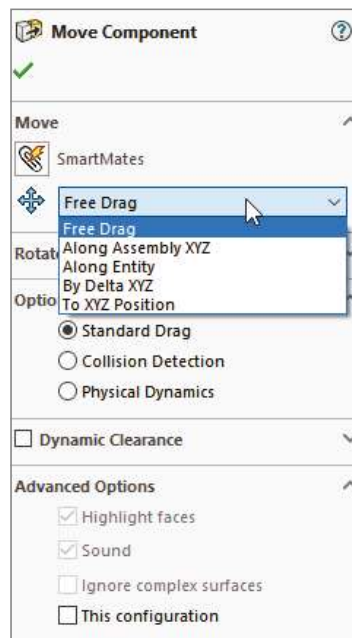 Move Component
Move
SmartMates
Free Drag
Free Drag
Along Assembly XYZ
Along Entity
By Delta XYZ
To XYZ Position
Rotat
Optio
Standard Drag
Collision Detection
Physical Dynamics
Dynamic Clearance
Advanced Options
Highlight faces
Sound
Ignore complex surfaces
This configuration